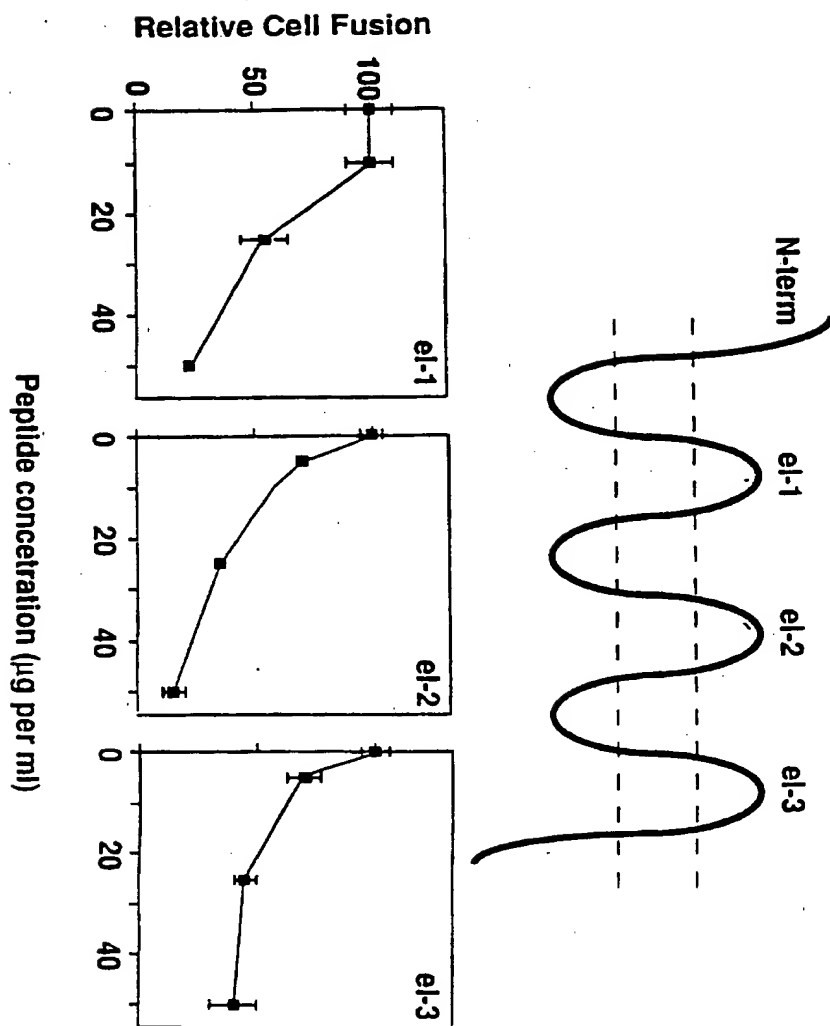 N-term
el-1
el-2
el-3
Relative Cell Fusion
0
50
100
0
20
40
el-1
0
20
40
el-2
0
20
40
el-3
Peptide concetration (µg per ml)